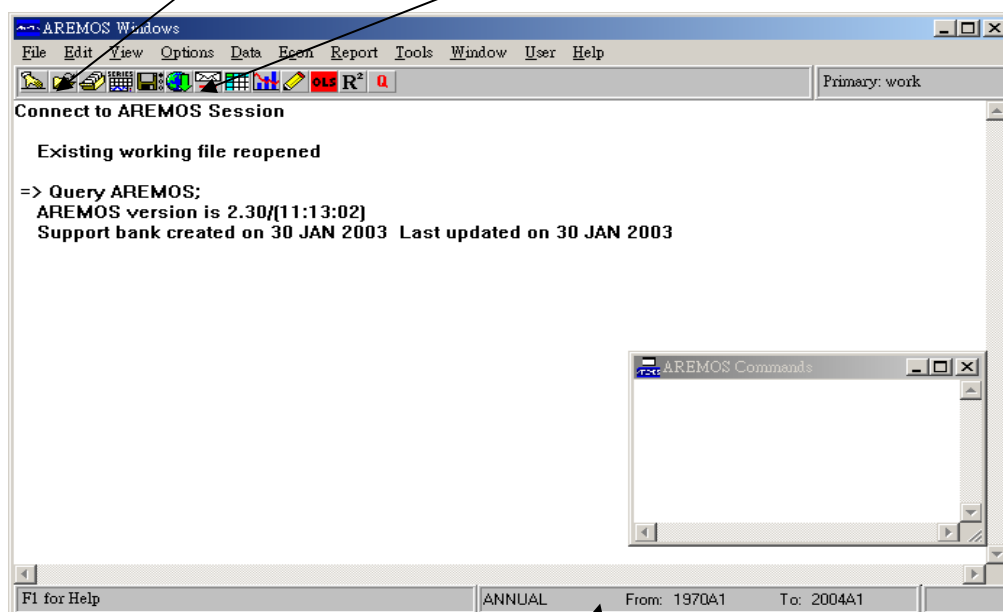 AREMOS Windows
File Edit View Options Data Econ Report Tools Window User Help
OLS R² Q Primary: work
Connect to AREMOS Session
Existing working file reopened
=> Query AREMOS;
AREMOS version is 2.30/(11:13:02)
Support bank created on 30 JAN 2003 Last updated on 30 JAN 2003
AREMOS Commands
F1 for Help ANNUAL From: 1970A1 To: 2004A1